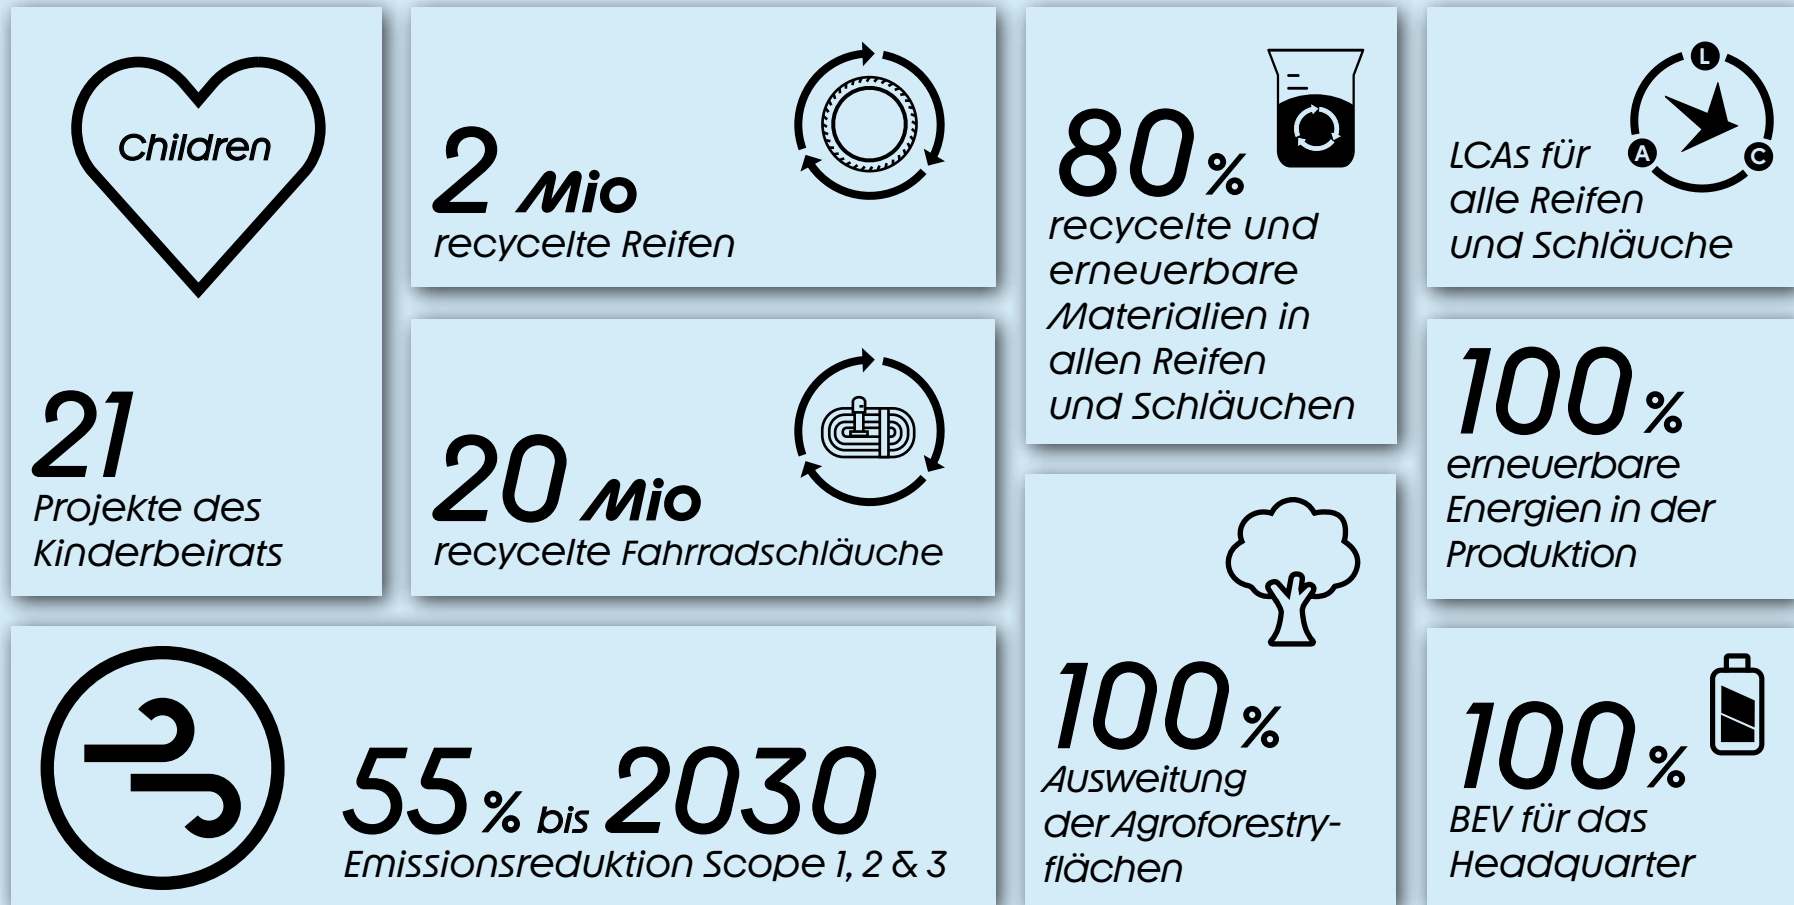 Children
21
Projekte des
Kinderbeirats
2 Mio
recycelte Reifen
20 Mio
recycelte Fahrradschläuche
55 % bis 2030
Emissionsreduktion Scope 1, 2 & 3
80 %
recycelte und
erneuerbare
Materialien in
allen Reifen
und Schläuchen
100 %
Ausweitung
der Agroforestry-
flächen
L
A
C
LCAs für
alle Reifen
und Schläuche
100 %
erneuerbare
Energien in der
Produktion
100 %
BEV für das
Headquarter